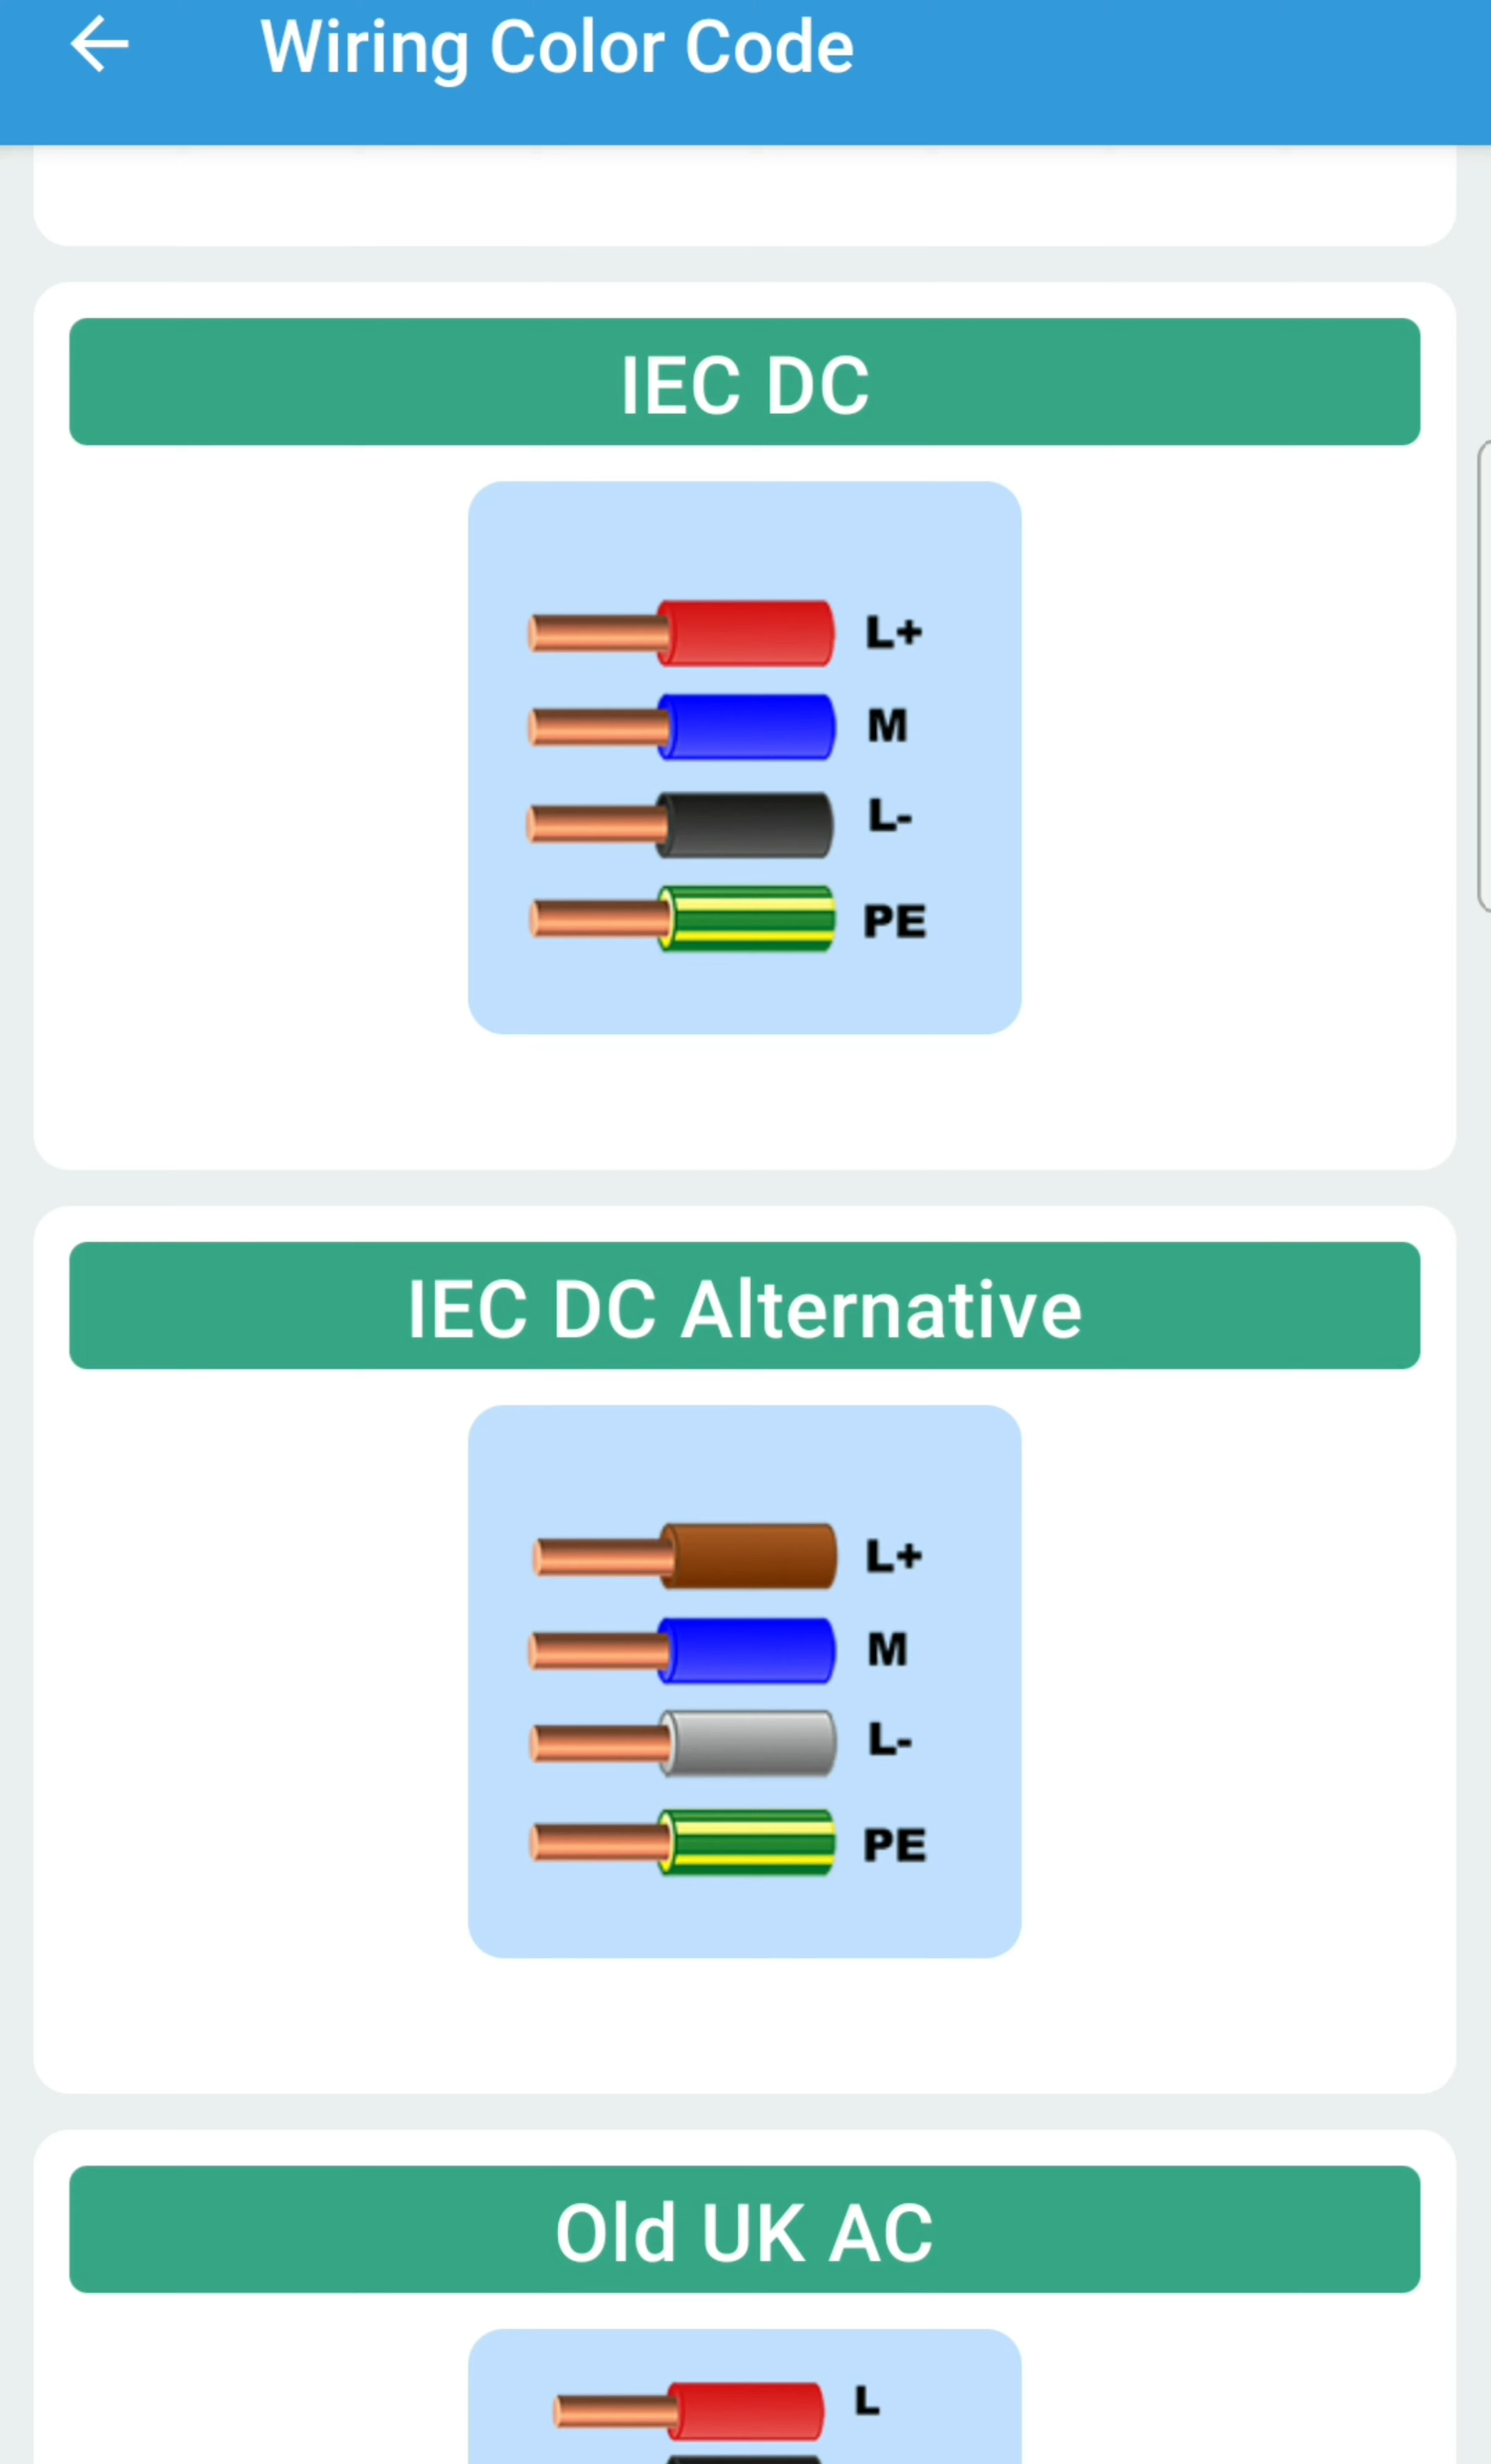 Wiring Color Code
IEC DC
L+
M
L-
PE
IEC DC Alternative
L+
M
L-
PE
Old UK AC
L